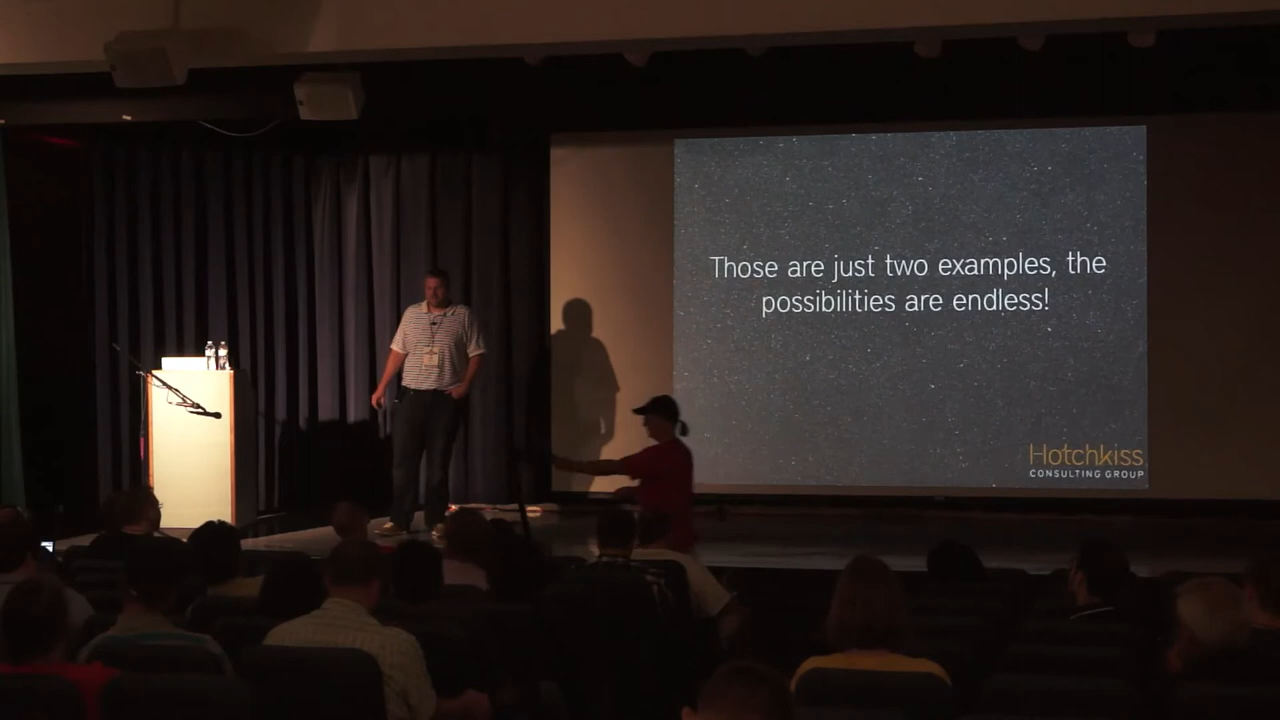 Those are just two examples, the
possibilities are endless!
Hotchkiss
CONSULTING GROUP